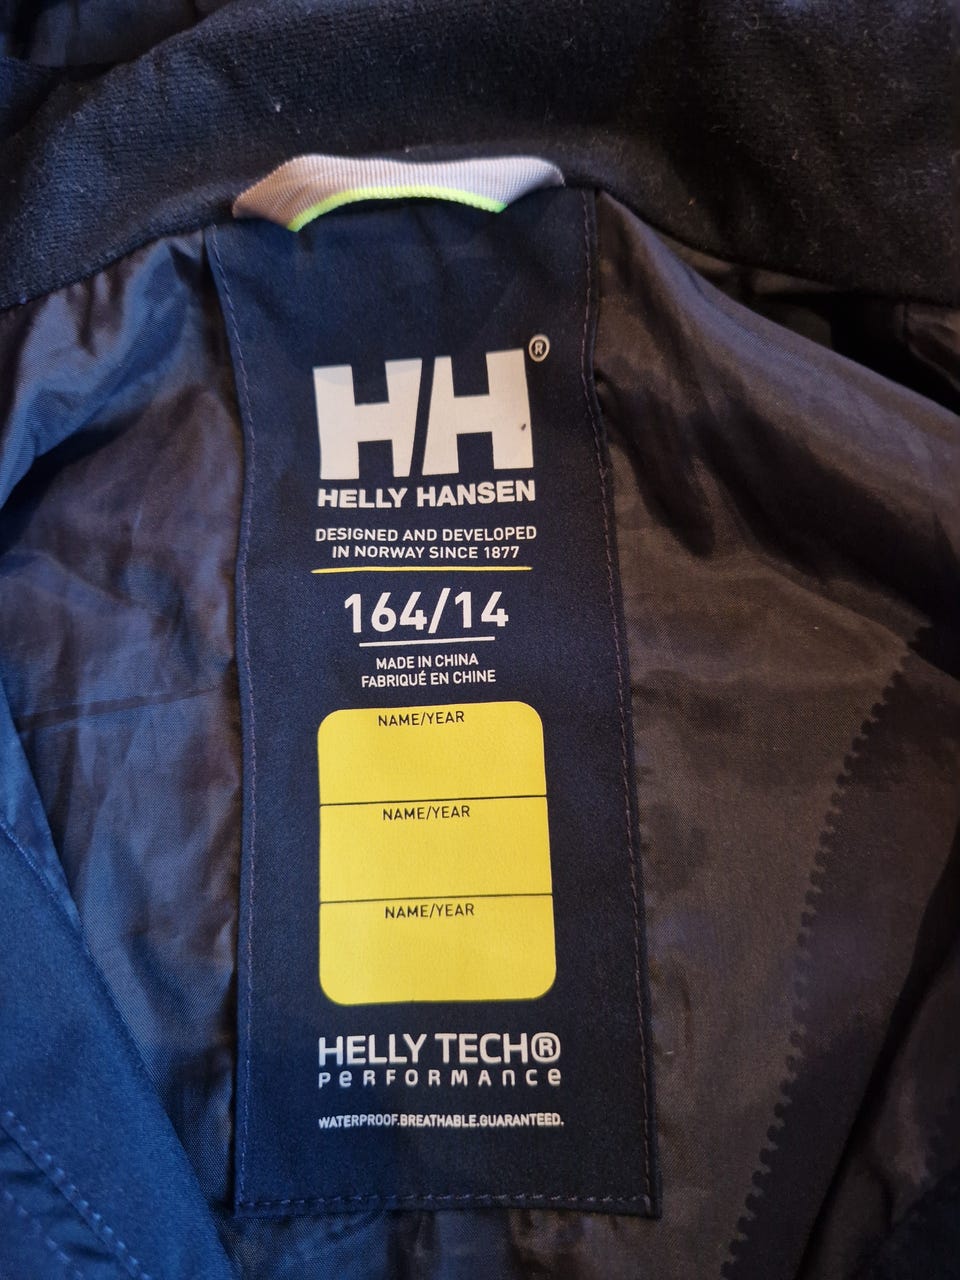 HH®
HELLY HANSEN
DESIGNED AND DEVELOPED
IN NORWAY SINCE 1877
164/14
MADE IN CHINA
FABRIQUÉ EN CHINE
NAME/YEAR
NAME/YEAR
NAME/YEAR
HELLY TECH®
PERFORMANCE
WATERPROOF.BREATHABLE.GUARANTEED.